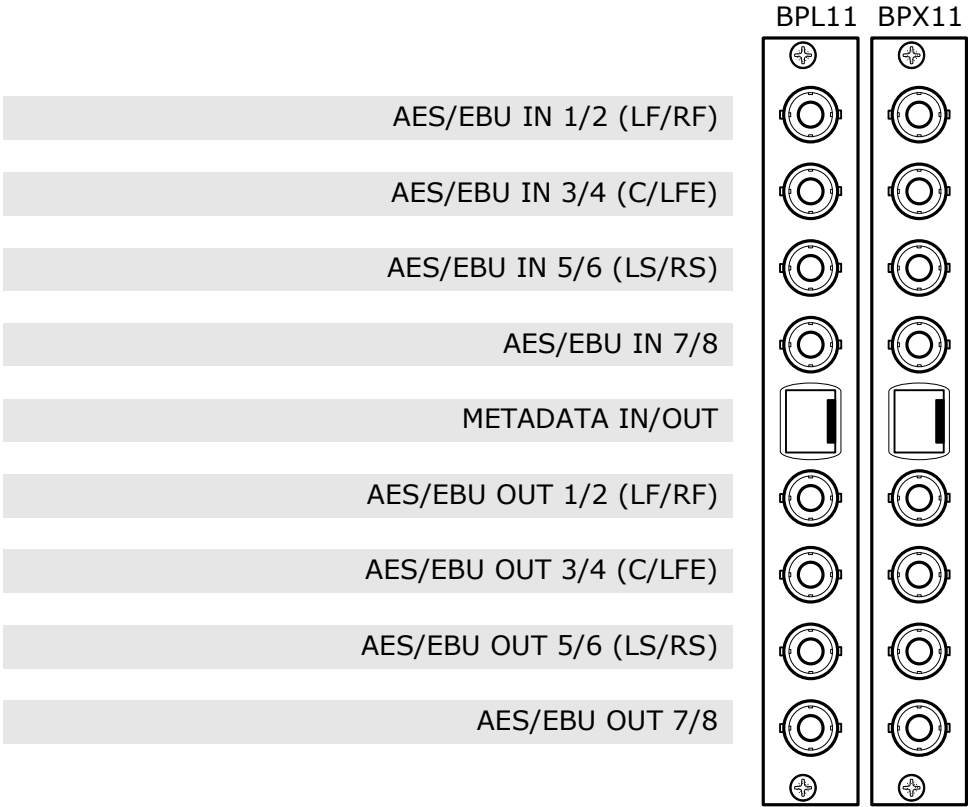 BPL11 BPX11
AES/EBU IN 1/2 (LF/RF)
AES/EBU IN 3/4 (C/LFE)
AES/EBU IN 5/6 (LS/RS)
AES/EBU IN 7/8
METADATA IN/OUT
AES/EBU OUT 1/2 (LF/RF)
AES/EBU OUT 3/4 (C/LFE)
AES/EBU OUT 5/6 (LS/RS)
AES/EBU OUT 7/8